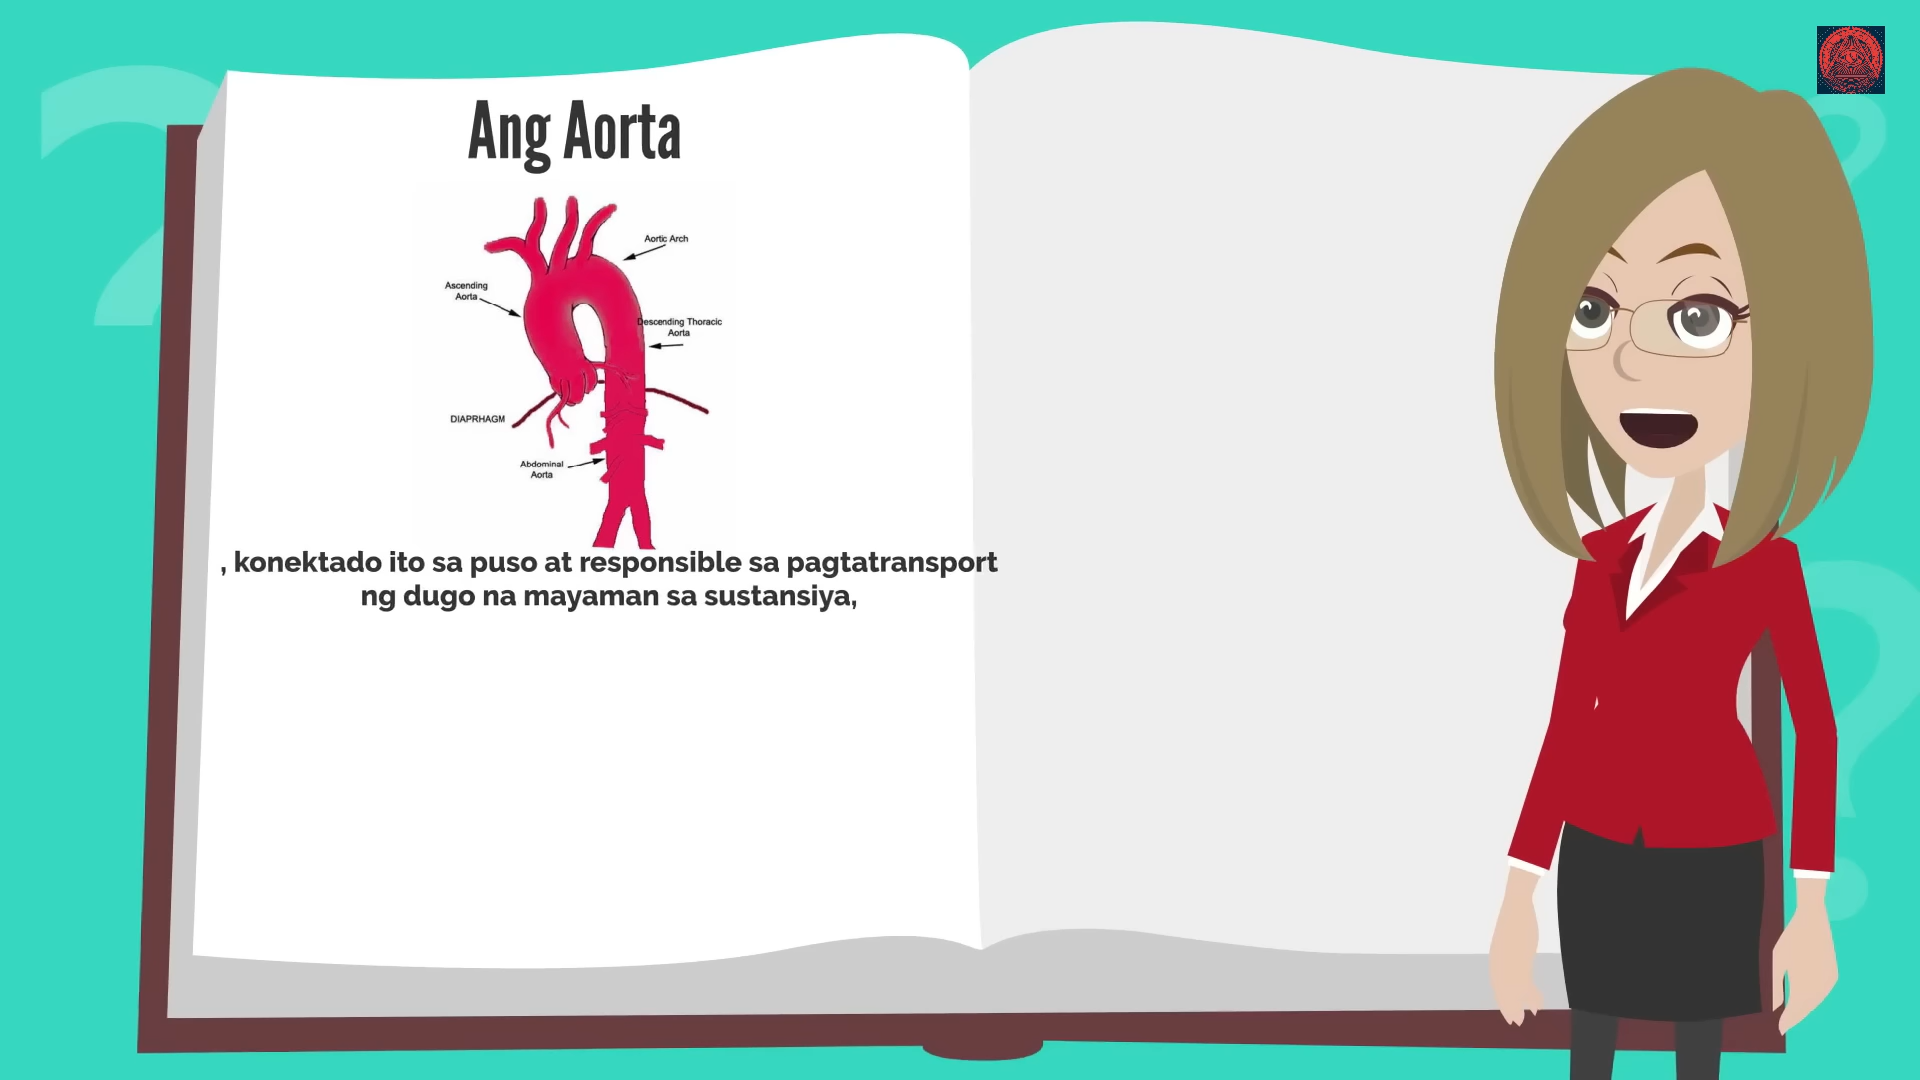 Ang Aorta
Aortic Arch
Ascending
Aorta
Descending Thoracic
Aorta
DIAPRHAGM
Abdominal
Aorta
, konektado ito sa puso at responsible sa pagtatransport
ng dugo na mayaman sa sustansiya,